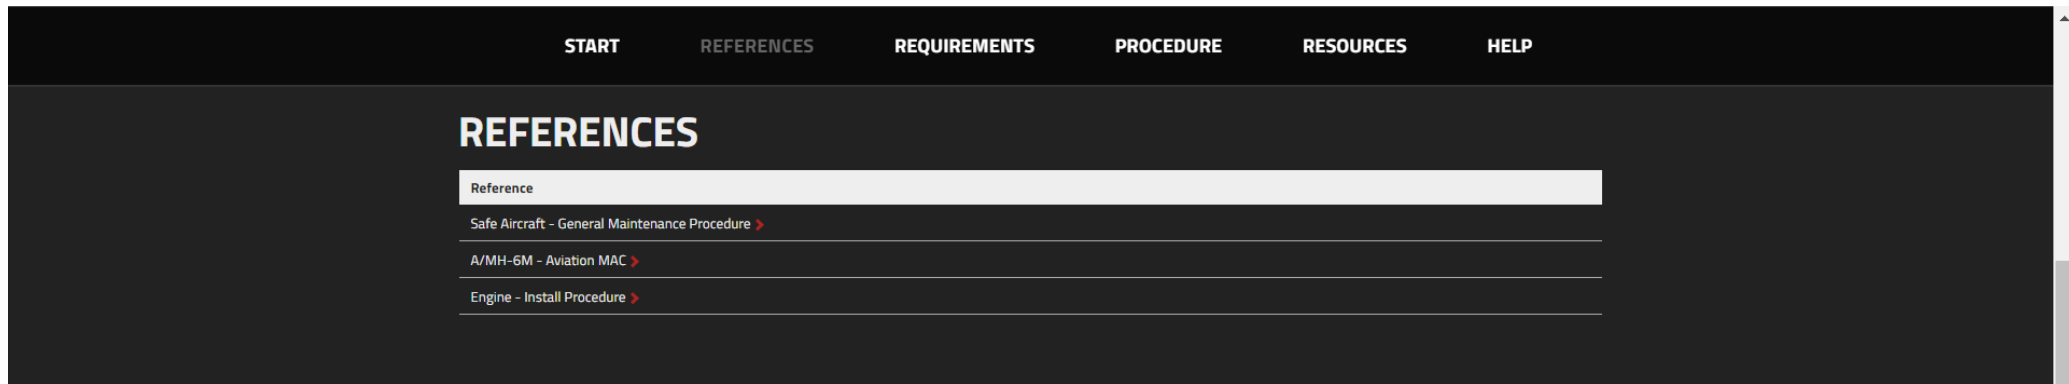 START REFERENCES REQUIREMENTS PROCEDURE RESOURCES HELP
REFERENCES
Reference
Safe Aircraft - General Maintenance Procedure
A/MH-6M - Aviation MAC
Engine - Install Procedure